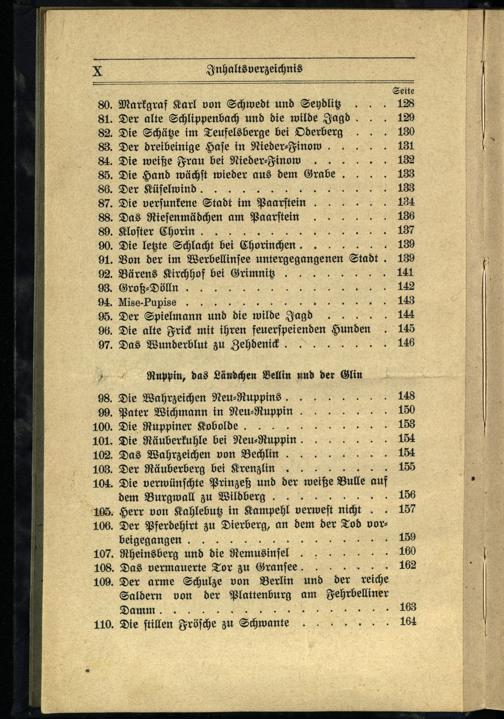 X Inhaltsverzeichnis
Seite
80. Markgraf Karl von Schwedt und Seydlitz . . . 128
81. Der alte Schlippenbach und die wilde Jagd . . . 129
82. Die Schätze im Teufelsberge bei Oderberg . . . 130
83. Der dreibeinige Hase in Nieder-Finow . . . . . 131
84. Die weiße Frau bei Nieder-Finow . . . . . . 132
85. Die Hand wächst wieder aus dem Grabe . . . . 133
86. Der Küselwind . . . . . . . . . . . . . 133
87. Die versunkene Stadt im Paarstein . . . . . . 134
88. Das Riesenmädchen am Paarstein . . . . . . 136
89. Kloster Chorin . . . . . . . . . . . . . 137
90. Die letzte Schlacht bei Chorinchen . . . . . . . 139
91. Von der im Werbellinsee untergegangenen Stadt . 139
92. Bärens Kirchhof bei Grimnitz . . . . . . . . 141
93. Groß-Dölln . . . . . . . . . . . . . . 142
94. Mise-Pupise . . . . . . . . . . . . . . 143
95. Der Spielmann und die wilde Jagd . . . . . 144
96. Die alte Frick mit ihren feuerspeienden Hunden . 145
97. Das Wunderblut zu Zehdenick . . . . . . . . 146
Ruppin, das Ländchen Bellin und der Glin
98. Die Wahrzeichen Neu-Ruppins . . . . . . . . 148
99. Pater Wichmann in Neu-Ruppin . . . . . . . 150
100. Die Ruppiner Kobolde . . . . . . . . . . . 153
101. Die Räuberkuhle bei Neu-Ruppin . . . . . . . 154
102. Das Wahrzeichen von Bechlin . . . . . . . . 154
103. Der Räuberberg bei Krenzlin . . . . . . . . 155
104. Die verwünschte Prinzeß und der weiße Bulle auf
dem Burgwall zu Wildberg . . . . . . . . . 156
105. Herr von Kahlebutz in Kampehl verwest nicht . . 157
106. Der Pferdehirt zu Dierberg, an dem der Tod vor-
beigegangen . . . . . . . . . . . . . . 159
107. Rheinsberg und die Remusinsel . . . . . . . 160
108. Das vermauerte Tor zu Gransee . . . . . . . 162
109. Der arme Schulze von Berlin und der reiche
Saldern von der Plattenburg am Fehrbelliner
Damm . . . . . . . . . . . . . . . . 163
110. Die stillen Frösche zu Schwante . . . . . . . 164